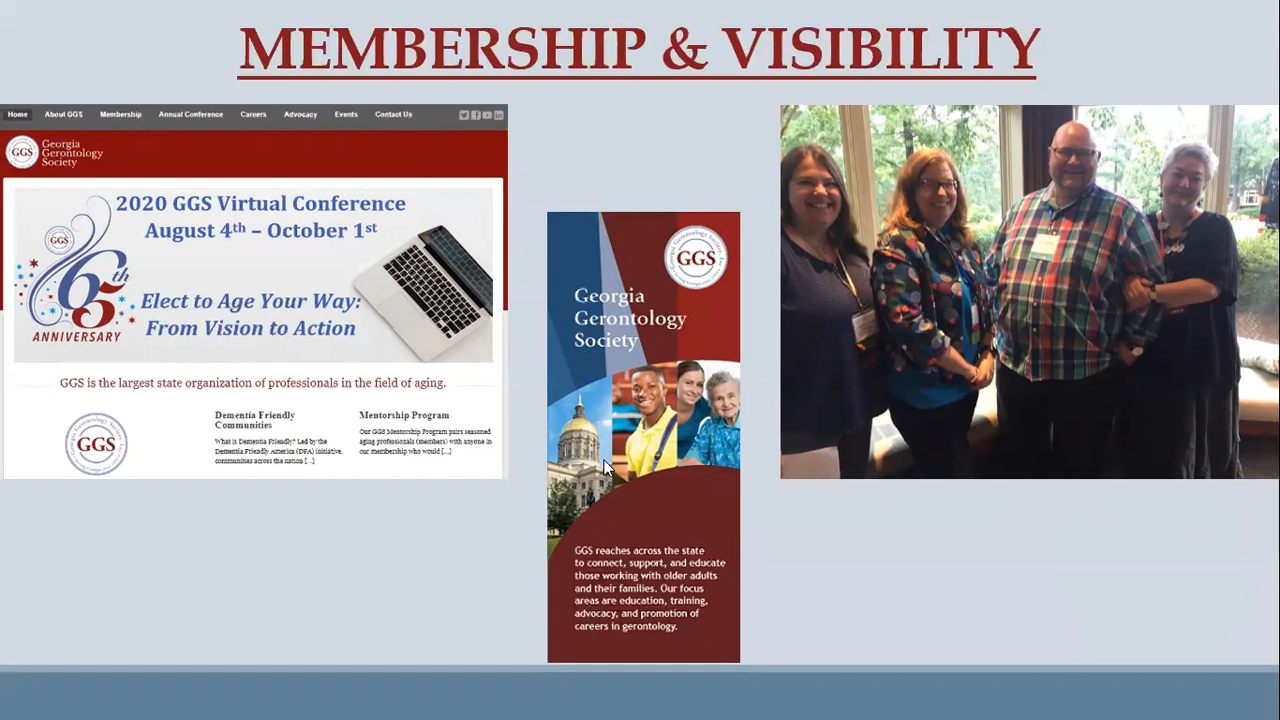 MEMBERSHIP & VISIBILITY
Home About GGS Membership Annual Conference Careers Advocacy Events Contact Us
GGS
Georgia
Gerontology
Society
2020 GGS Virtual Conference
August 4th – October 1st
GGS
65th
ANNIVERSARY
Elect to Age Your Way:
From Vision to Action
GGS is the largest state organization of professionals in the field of aging.
GGS
Dementia Friendly
Communities
What is Dementia Friendly? Led by the
Dementia Friendly America (DFA) initiative,
communities across the nation [...]
Mentorship Program
Our GGS Mentorship Program pairs seasoned
aging professionals (members) with anyone in
our membership who would [...]
GGS
Georgia
Gerontology
Society
GGS reaches across the state
to connect, support, and educate
those working with older adults
and their families. Our focus
areas are education, training,
advocacy, and promotion of
careers in gerontology.